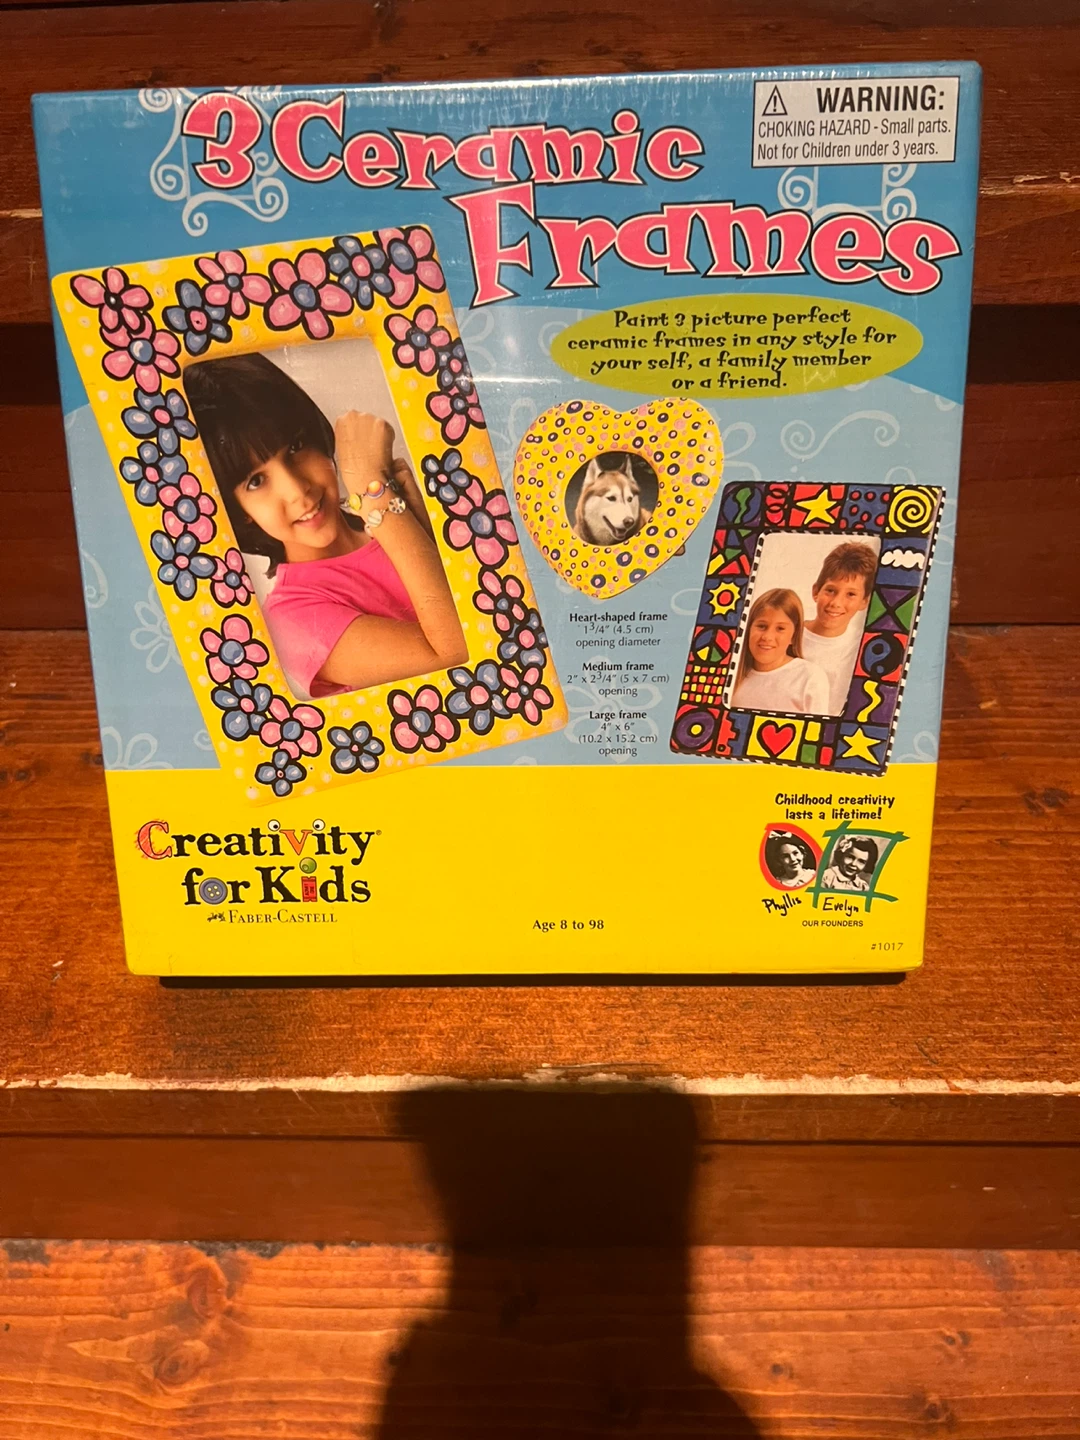 3 Ceramic
Frames
WARNING:
CHOKING HAZARD - Small parts.
Not for Children under 3 years.
Paint 3 picture perfect
ceramic frames in any style for
your self, a family member
or a friend.
Heart-shaped frame
1 3/4" (4.5 cm)
opening diameter
Medium frame
2" x 2 3/4" (5 x 7 cm)
opening
Large frame
4" x 6"
(10.2 x 15.2 cm)
opening
Creativity®
for Kids
FABER-CASTELL
Age 8 to 98
Childhood creativity
lasts a lifetime!
Phyllis Evelyn
OUR FOUNDERS
#1017